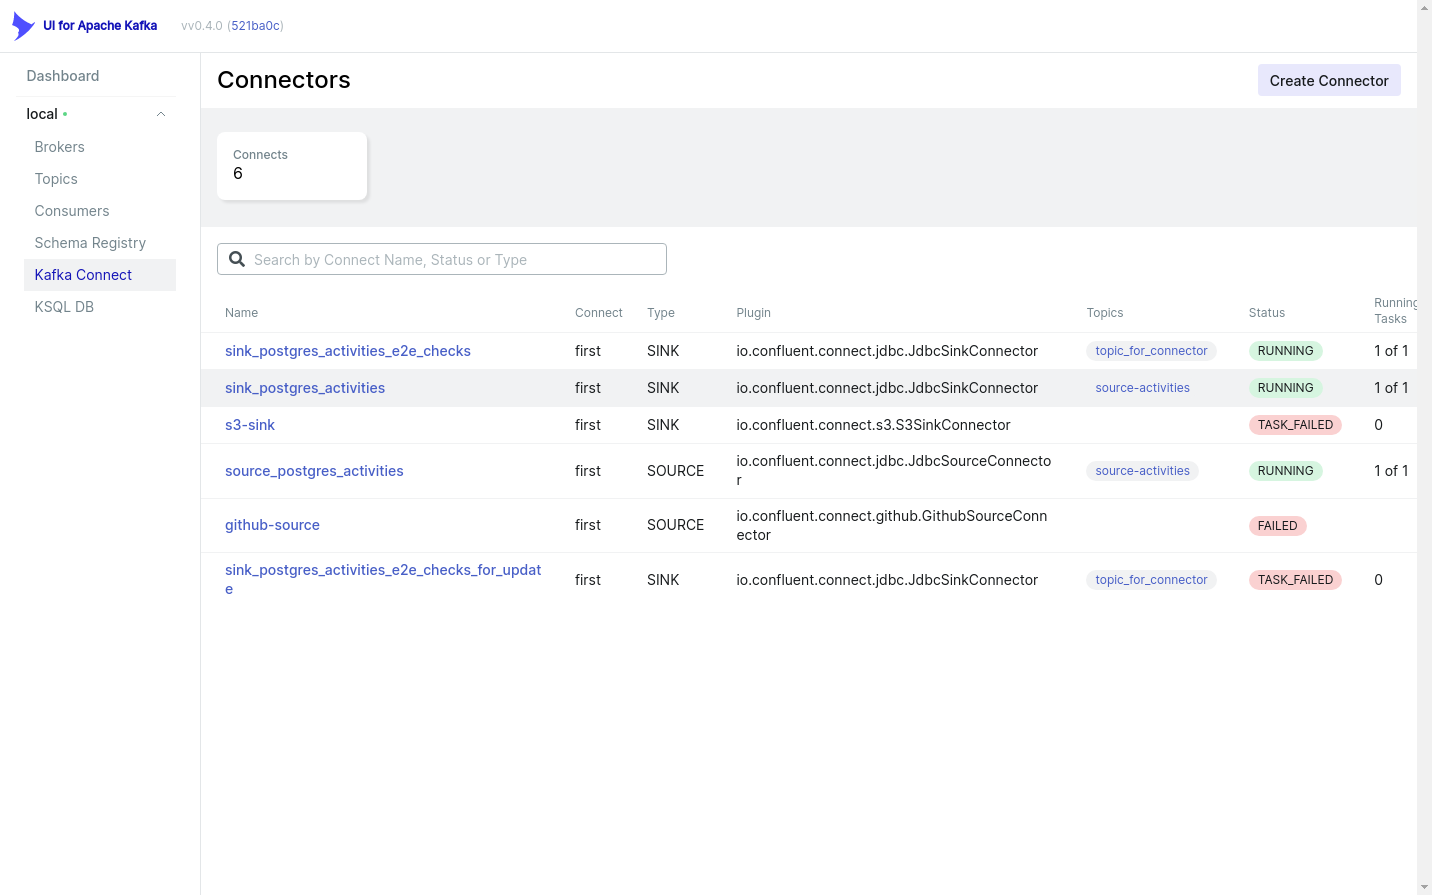 UI for Apache Kafka vv0.4.0 (521ba0c)
Dashboard
local
Brokers
Topics
Consumers
Schema Registry
Kafka Connect
KSQL DB
Connectors
Create Connector
Connects
6
Search by Connect Name, Status or Type
Name Connect Type Plugin Topics Status Running
Tasks
sink_postgres_activities_e2e_checks first SINK io.confluent.connect.jdbc.JdbcSinkConnector topic_for_connector RUNNING 1 of 1
sink_postgres_activities first SINK io.confluent.connect.jdbc.JdbcSinkConnector source-activities RUNNING 1 of 1
s3-sink first SINK io.confluent.connect.s3.S3SinkConnector TASK_FAILED 0
source_postgres_activities first SOURCE io.confluent.connect.jdbc.JdbcSourceConnecto source-activities RUNNING 1 of 1
r
github-source first SOURCE io.confluent.connect.github.GithubSourceConn FAILED
ector
sink_postgres_activities_e2e_checks_for_updat first SINK io.confluent.connect.jdbc.JdbcSinkConnector topic_for_connector TASK_FAILED 0
e